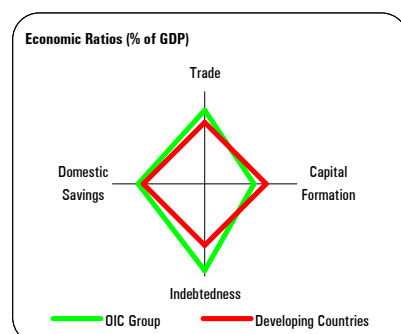 Economic Ratios (% of GDP)
Trade
Domestic
Savings
Capital
Formation
Indebtedness
OIC Group
Developing Countries